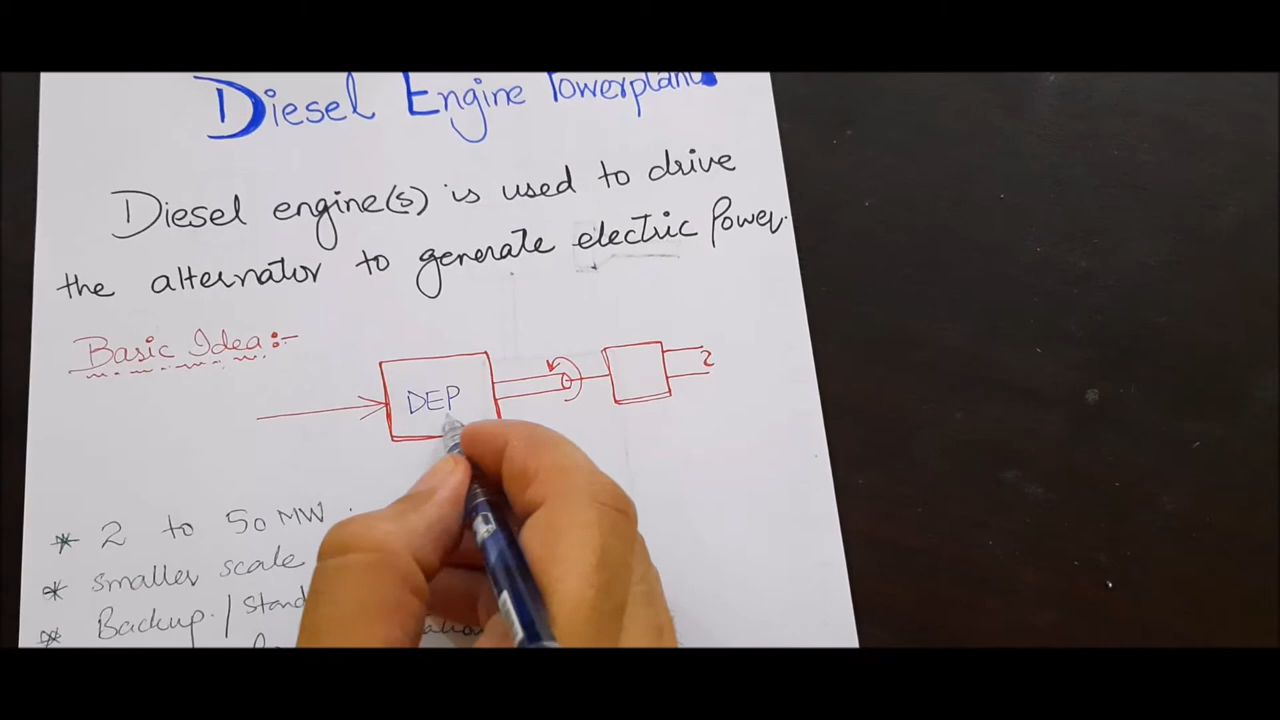 Diesel Engine Powerplant
Diesel engine(s) is used to drive
the alternator to generate electric Power.
Basic Idea:-
DEP
* 2 to 50 MW.
* smaller scale
* Backup / Stand